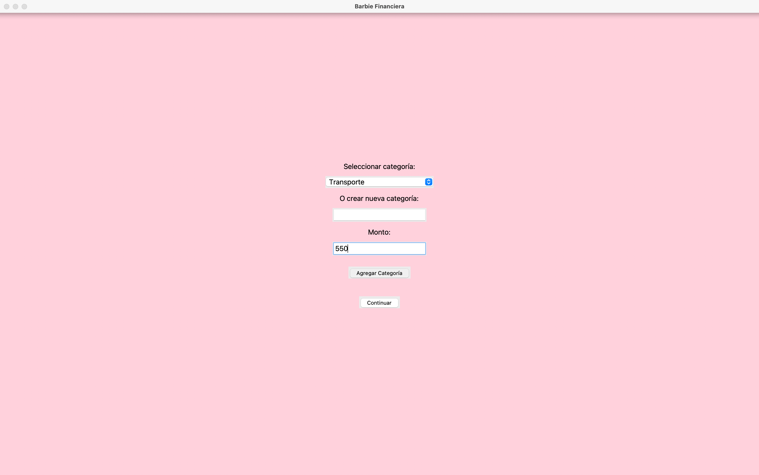 Barbie Financiera
Seleccionar categoría:
Transporte
O crear nueva categoría:
Monto:
550
Agregar Categoría
Continuar